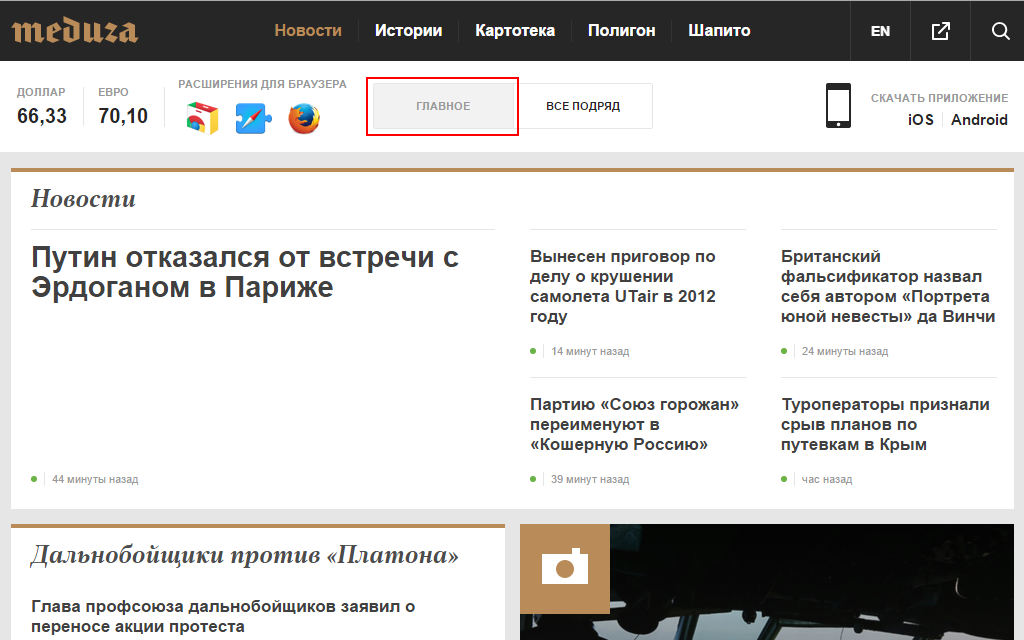 meduza
Новости
Истории
Картотека
Полигон
Шапито
EN
ДОЛЛАР
66,33
ЕВРО
70,10
РАСШИРЕНИЯ ДЛЯ БРАУЗЕРА
ГЛАВНОЕ
ВСЕ ПОДРЯД
СКАЧАТЬ ПРИЛОЖЕНИЕ
iOS
Android
Новости
Путин отказался от встречи с
Эрдоганом в Париже
44 минуты назад
Вынесен приговор по
делу о крушении
самолета UTair в 2012
году
14 минут назад
Британский
фальсификатор назвал
себя автором «Портрета
юной невесты» да Винчи
24 минуты назад
Партию «Союз горожан»
переименуют в
«Кошерную Россию»
39 минут назад
Туроператоры признали
срыв планов по
путевкам в Крым
час назад
Дальнобойщики против «Платона»
Глава профсоюза дальнобойщиков заявил о
переносе акции протеста